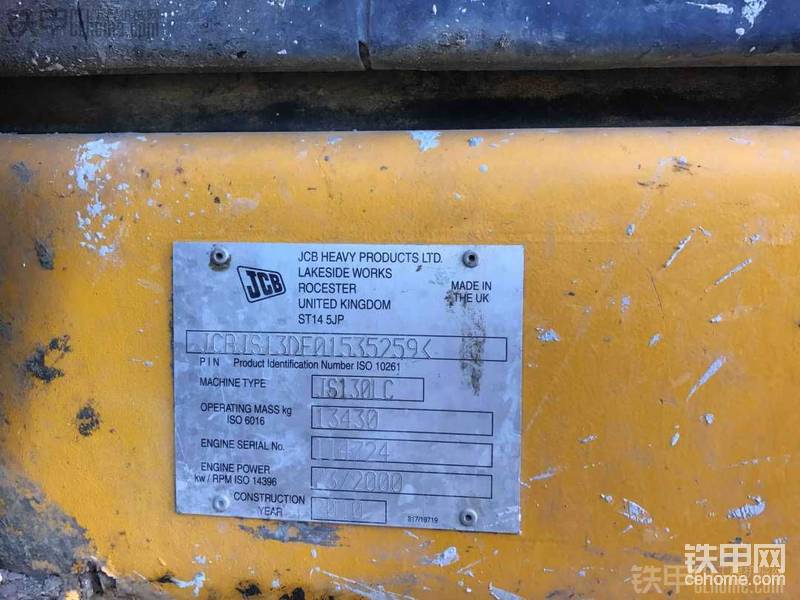 JCB
JCB HEAVY PRODUCTS LTD.
LAKESIDE WORKS
ROCESTER
UNITED KINGDOM
ST14 5JP
MADE IN
THE UK
PIN Product Identification Number ISO 10261
MACHINE TYPE JS130LC
OPERATING MASS kg 13430
ISO 6016
ENGINE SERIAL No.
ENGINE POWER
kw / RPM ISO 14396
CONSTRUCTION
YEAR
817/19719
铁甲网
cehome.com